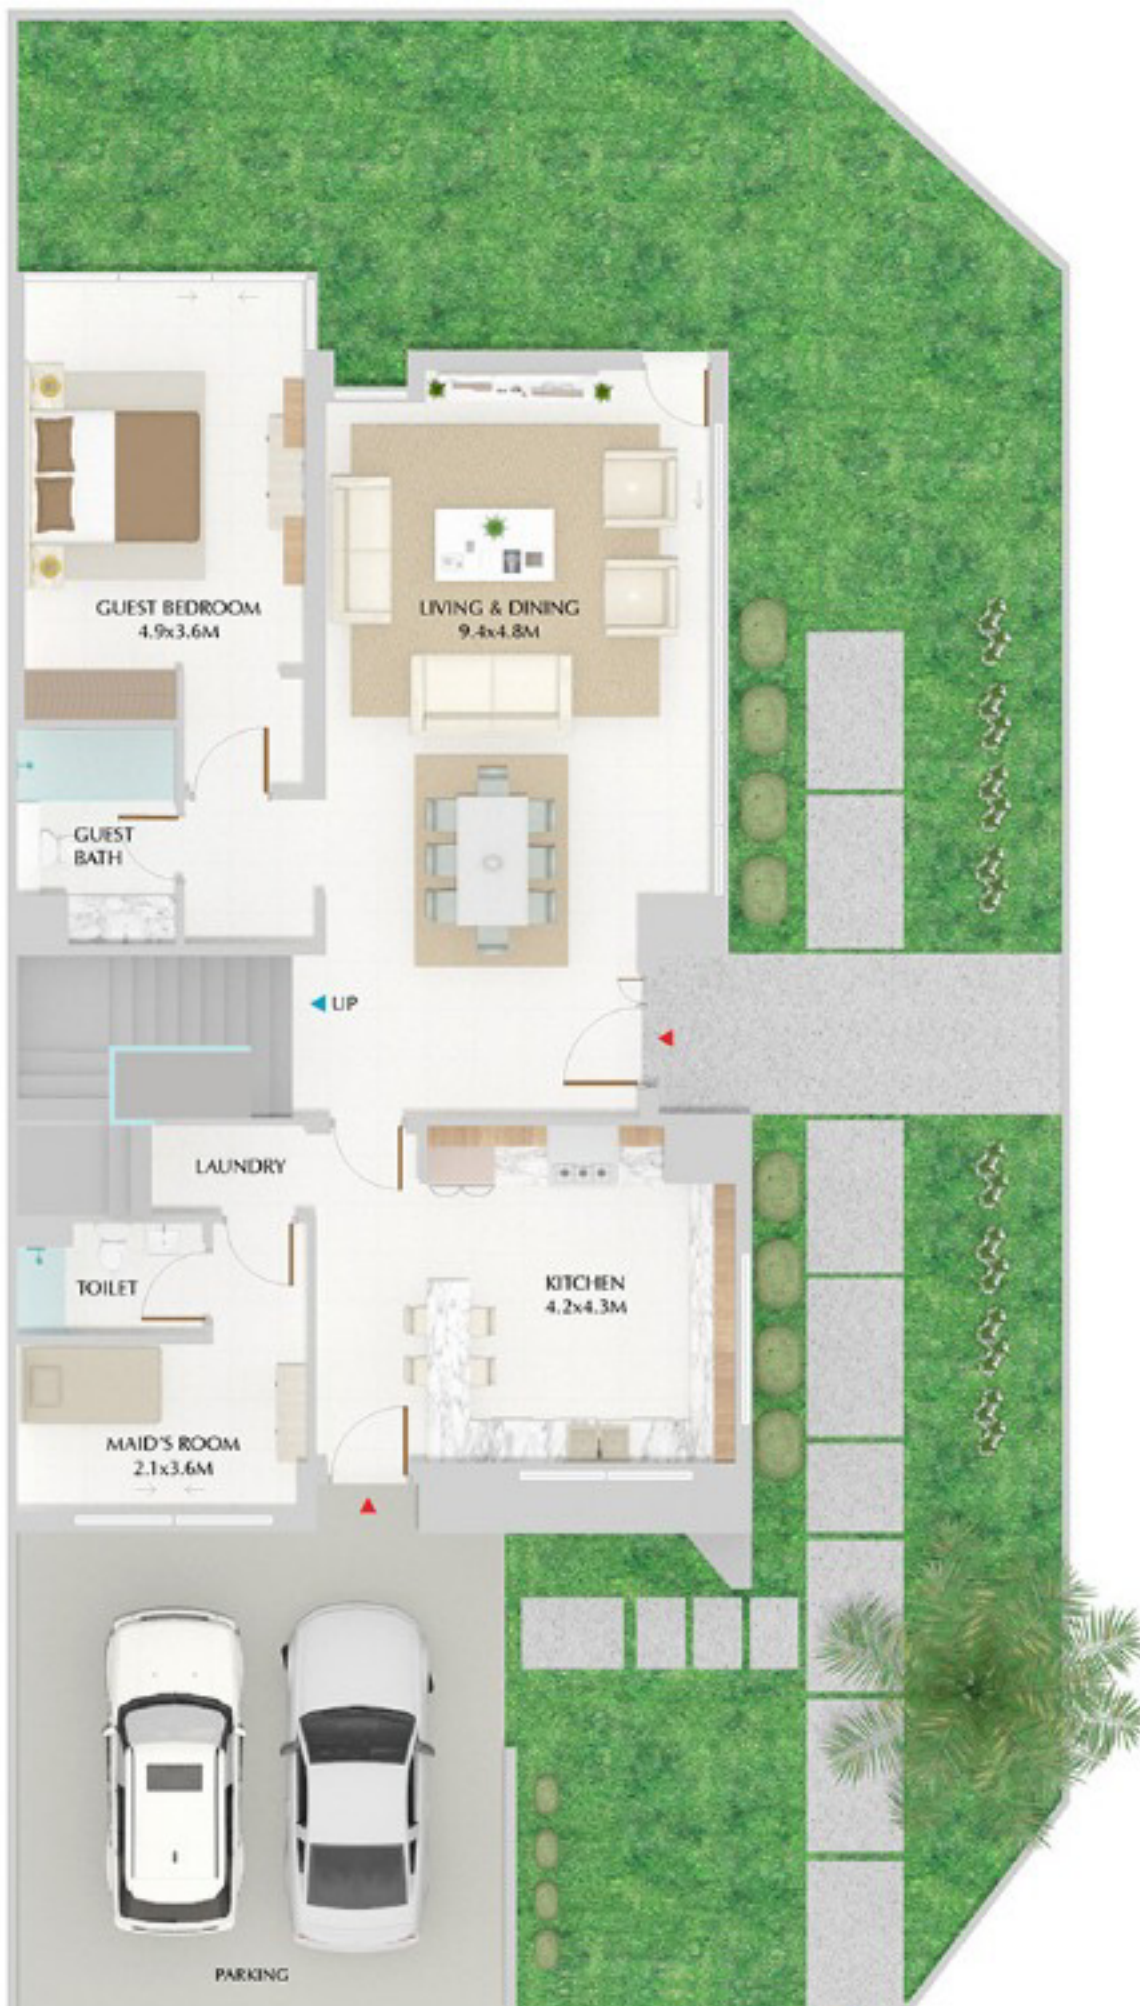 GUEST BEDROOM
4.9x3.6M
LIVING & DINING
9.4x4.8M
GUEST
BATH
UP
LAUNDRY
TOILET
KITCHEN
4.2x4.3M
MAID'S ROOM
2.1x3.6M
PARKING